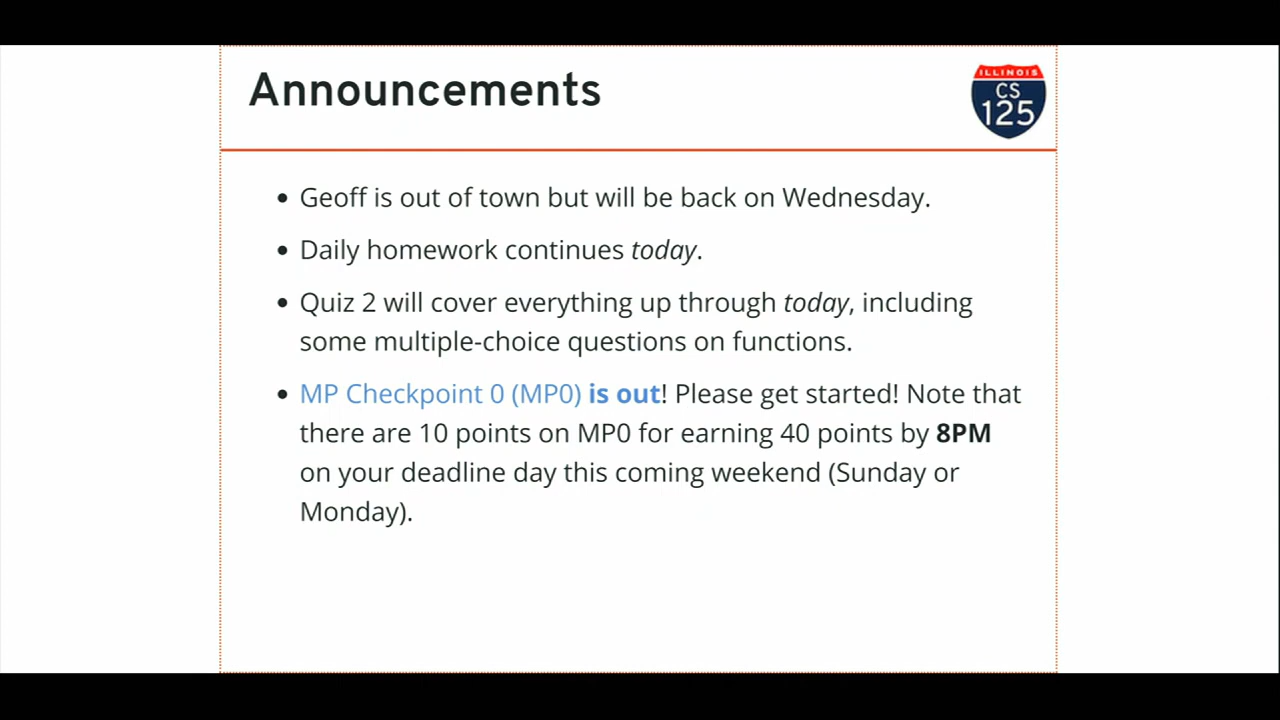 Announcements
ILLINOIS
CS
125
Geoff is out of town but will be back on Wednesday.
Daily homework continues today.
Quiz 2 will cover everything up through today, including
some multiple-choice questions on functions.
MP Checkpoint 0 (MP0) is out! Please get started! Note that
there are 10 points on MP0 for earning 40 points by 8PM
on your deadline day this coming weekend (Sunday or
Monday).